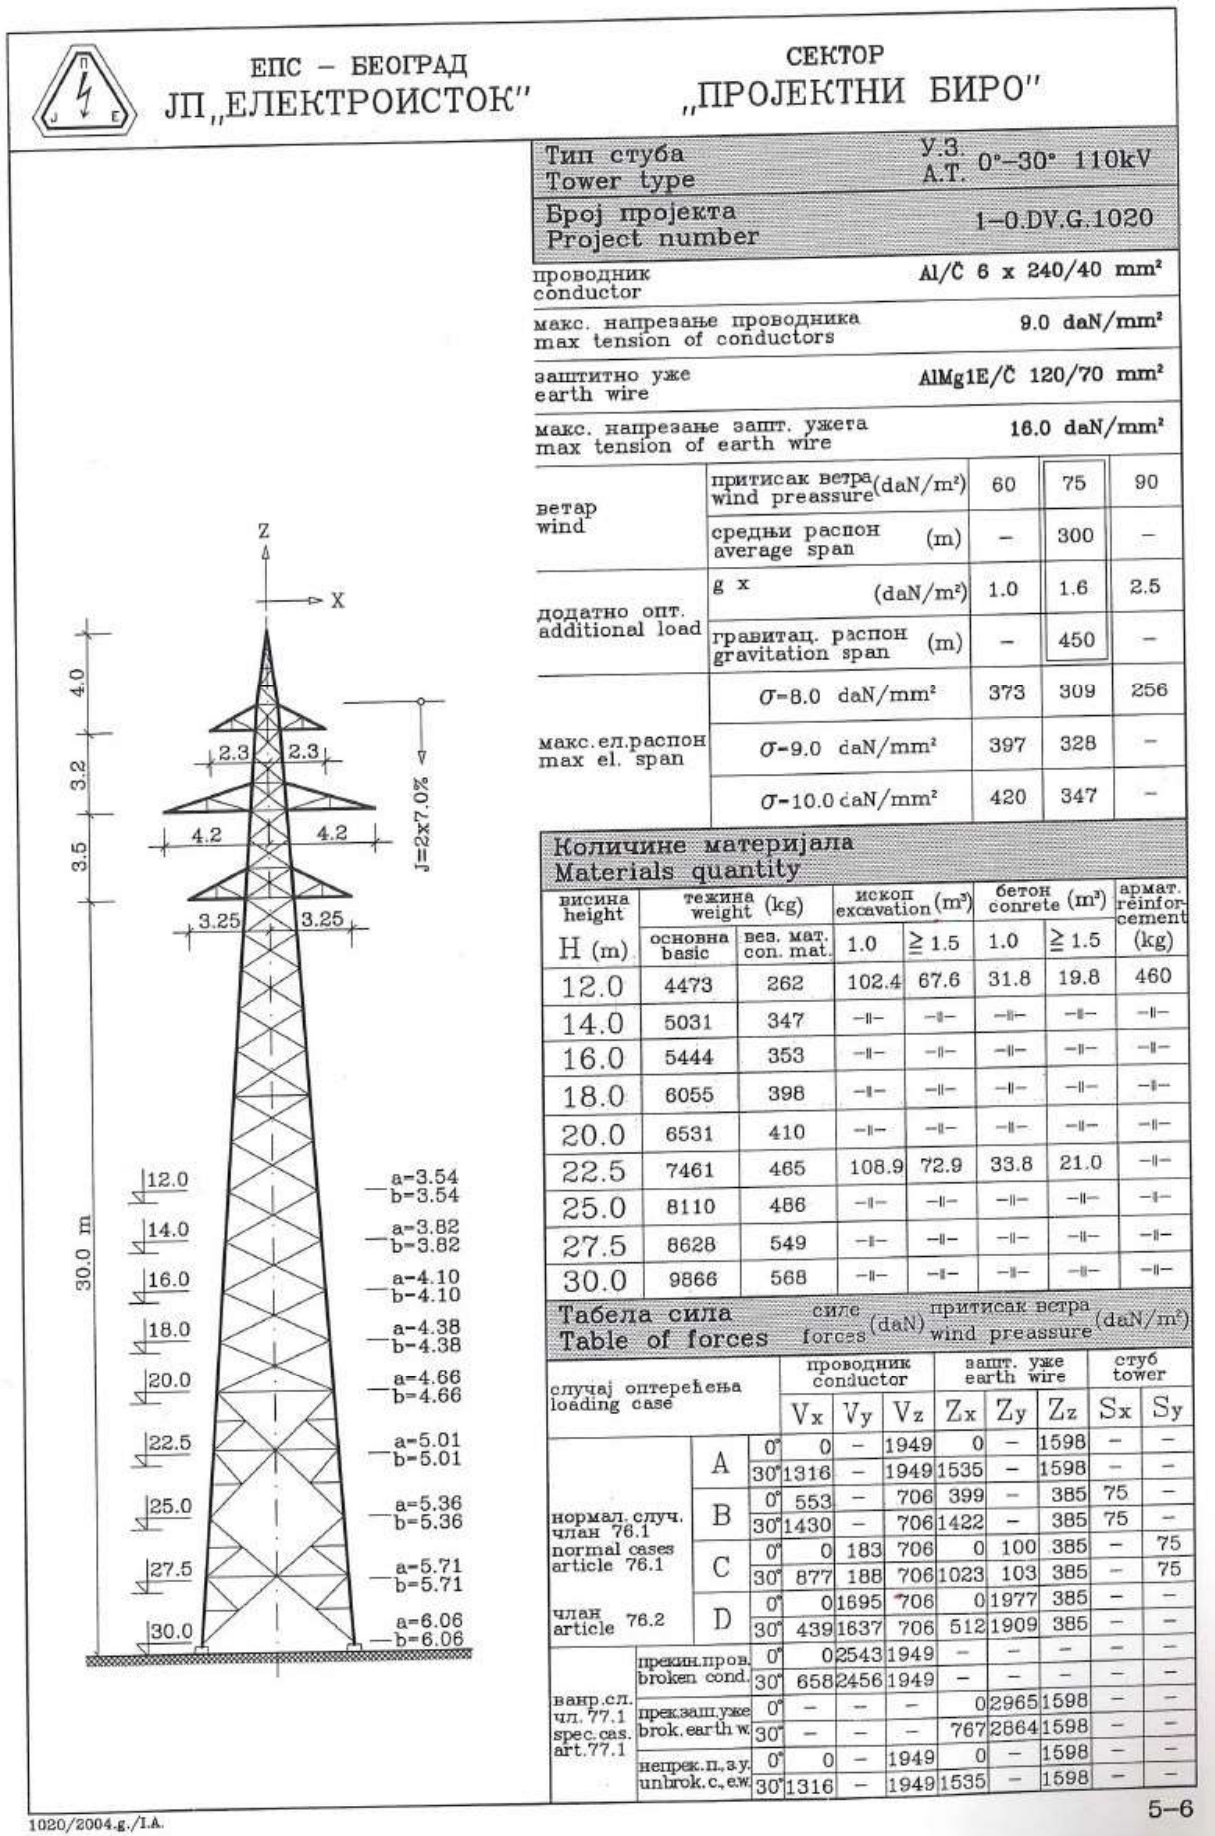 П
Ј Е
ЕПС – БЕОГРАД
ЈП „ЕЛЕКТРОИСТОК"
СЕКТОР
„ПРОЈЕКТНИ БИРО"
Тип стуба У.З. 0°–30° 110kV
Tower type А.Т.
Број пројекта 1–0.DV.G.1020
Project number
проводник Al/Č 6 x 240/40 mm²
conductor
макс. напрезање проводника 9.0 daN/mm²
max tension of conductors
заштитно уже AlMg1E/Č 120/70 mm²
earth wire
макс. напрезање зашт. ужета 16.0 daN/mm²
max tension of earth wire
ветар
wind
притисак ветра (daN/m²) 60 75 90
wind preassure
средњи распон (m) – 300 –
average span
додатно опт.
additional load
g x (daN/m²) 1.0 1.6 2.5
гравитац. распон (m) – 450 –
gravitation span
макс.ел.распон
max el. span
σ=8.0 daN/mm² 373 309 256
σ=9.0 daN/mm² 397 328 –
σ=10.0 daN/mm² 420 347 –
Z
X
4.0
3.2
3.5
30.0 m
2.3 2.3
4.2 4.2
3.25 3.25
J=2x7.0%
12.0 a=3.54
b=3.54
14.0 a=3.82
b=3.82
16.0 a=4.10
b=4.10
18.0 a=4.38
b=4.38
20.0 a=4.66
b=4.66
22.5 a=5.01
b=5.01
25.0 a=5.36
b=5.36
27.5 a=5.71
b=5.71
30.0 a=6.06
b=6.06
Количине материјала
Materials quantity
висина height H (m)
тежина weight (kg)
ископ excavation (m³)
бетон conrete (m³)
армат. reinfor- cement (kg)
основна basic вез. мат. con. mat. 1.0 ≧ 1.5 1.0 ≧ 1.5
12.0 4473 262 102.4 67.6 31.8 19.8 460
14.0 5031 347 –||– –||– –||– –||– –||–
16.0 5444 353 –||– –||– –||– –||– –||–
18.0 6055 398 –||– –||– –||– –||– –||–
20.0 6531 410 –||– –||– –||– –||– –||–
22.5 7461 465 108.9 72.9 33.8 21.0 –||–
25.0 8110 486 –||– –||– –||– –||– –||–
27.5 8628 549 –||– –||– –||– –||– –||–
30.0 9866 568 –||– –||– –||– –||– –||–
Табела сила силе (daN) притисак ветра (daN/m²)
Table of forces forces wind preassure
случај оптерећења
loading case
проводник conductor зашт. уже earth wire стуб tower
Vx Vy Vz Zx Zy Zz Sx Sy
нормал. случ.
члан 76.1
normal cases
article 76.1
A 0° 0 – 1949 0 – 1598 – –
30° 1316 – 1949 1535 – 1598 – –
B 0° 553 – 706 399 – 385 75 –
30° 1430 – 706 1422 – 385 75 –
C 0° 0 183 706 0 100 385 – 75
30° 877 188 706 1023 103 385 – 75
члан
article 76.2
D 0° 0 1695 706 0 1977 385 – –
30° 439 1637 706 512 1909 385 – –
ванр.сл.
чл. 77.1
spec.cas.
art.77.1
прекин.пров. 0° 0 2543 1949 – – – – –
broken cond. 30° 658 2456 1949 – – – – –
прек.заш.уже 0° – – – 0 2965 1598 – –
brok. earth w. 30° – – – 767 2864 1598 – –
непрек.п.,з.у. 0° 0 – 1949 0 – 1598 – –
unbrok. c., e.w. 30° 1316 – 1949 1535 – 1598 – –
1020/2004.g./I.A.
5–6